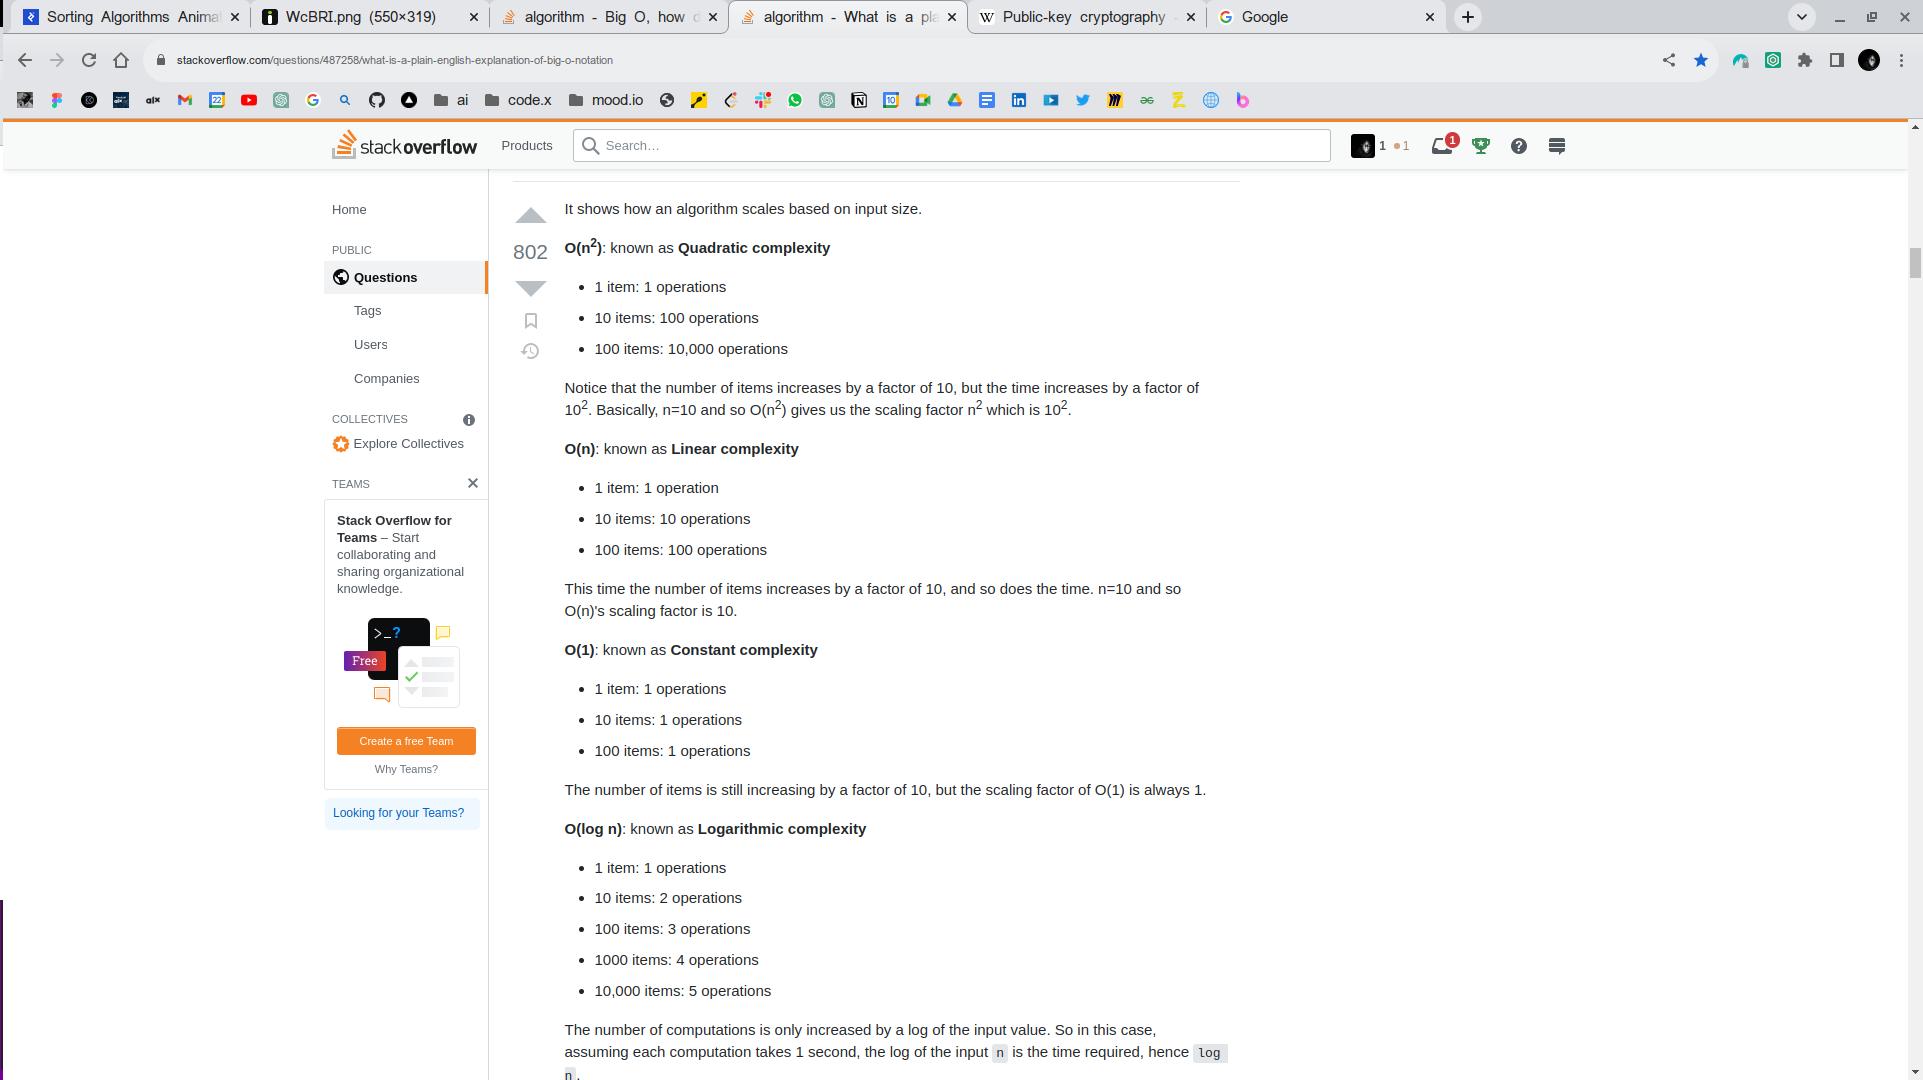 Sorting Algorithms Anima
WcBRI.png (550×319)
algorithm - Big O, how d
algorithm - What is a pla
Public-key cryptography
Google
stackoverflow.com/questions/487258/what-is-a-plain-english-explanation-of-big-o-notation
ai
code.x
mood.io
stackoverflow
Products
Search…
1
1
1
Home
PUBLIC
Questions
Tags
Users
Companies
COLLECTIVES
Explore Collectives
TEAMS
Stack Overflow for
Teams – Start
collaborating and
sharing organizational
knowledge.
>_?
Free
Create a free Team
Why Teams?
Looking for your Teams?
802
It shows how an algorithm scales based on input size.
O(n²): known as Quadratic complexity
1 item: 1 operations
10 items: 100 operations
100 items: 10,000 operations
Notice that the number of items increases by a factor of 10, but the time increases by a factor of
10². Basically, n=10 and so O(n²) gives us the scaling factor n² which is 10².
O(n): known as Linear complexity
1 item: 1 operation
10 items: 10 operations
100 items: 100 operations
This time the number of items increases by a factor of 10, and so does the time. n=10 and so
O(n)'s scaling factor is 10.
O(1): known as Constant complexity
1 item: 1 operations
10 items: 1 operations
100 items: 1 operations
The number of items is still increasing by a factor of 10, but the scaling factor of O(1) is always 1.
O(log n): known as Logarithmic complexity
1 item: 1 operations
10 items: 2 operations
100 items: 3 operations
1000 items: 4 operations
10,000 items: 5 operations
The number of computations is only increased by a log of the input value. So in this case,
assuming each computation takes 1 second, the log of the input n is the time required, hence log
n.